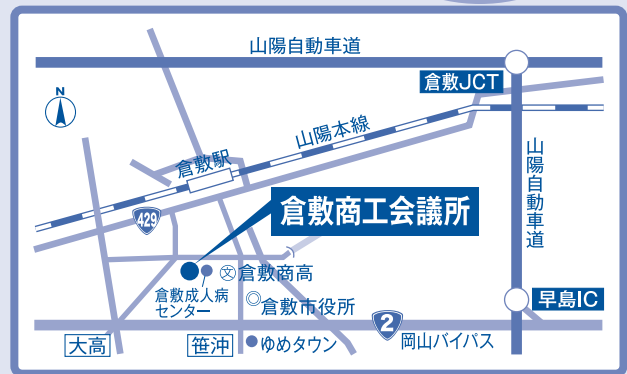 山陽自動車道
倉敷JCT
N
山陽本線
倉敷駅
山陽自動車道
429
倉敷商工会議所
文倉敷商高
倉敷成人病
センター
倉敷市役所
早島IC
2
岡山バイパス
大高
笹沖
ゆめタウン